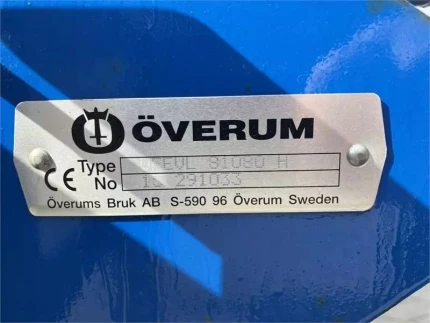 ÖVERUM
Type EVL 81080 H
CE No 291033
Överums Bruk AB S-590 96 Överum Sweden